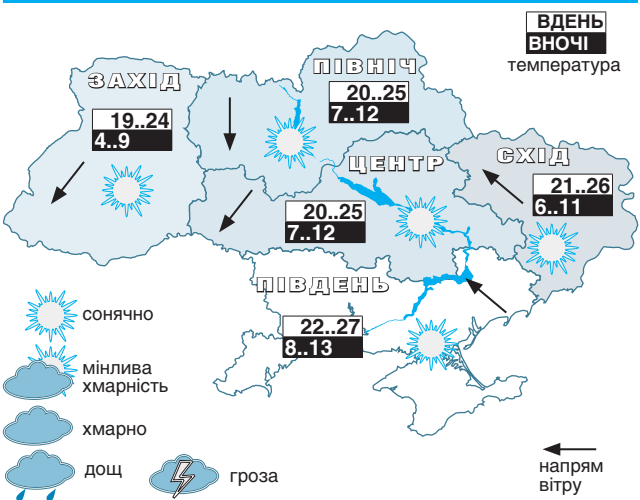 ВДЕНЬ
ВНОЧІ
температура
ЗАХІД
19..24
4..9
ПІВНІЧ
20..25
7..12
ЦЕНТР
20..25
7..12
СХІД
21..26
6..11
ПІВДЕНЬ
22..27
8..13
сонячно
мінлива
хмарність
хмарно
дощ
гроза
напрям
вітру